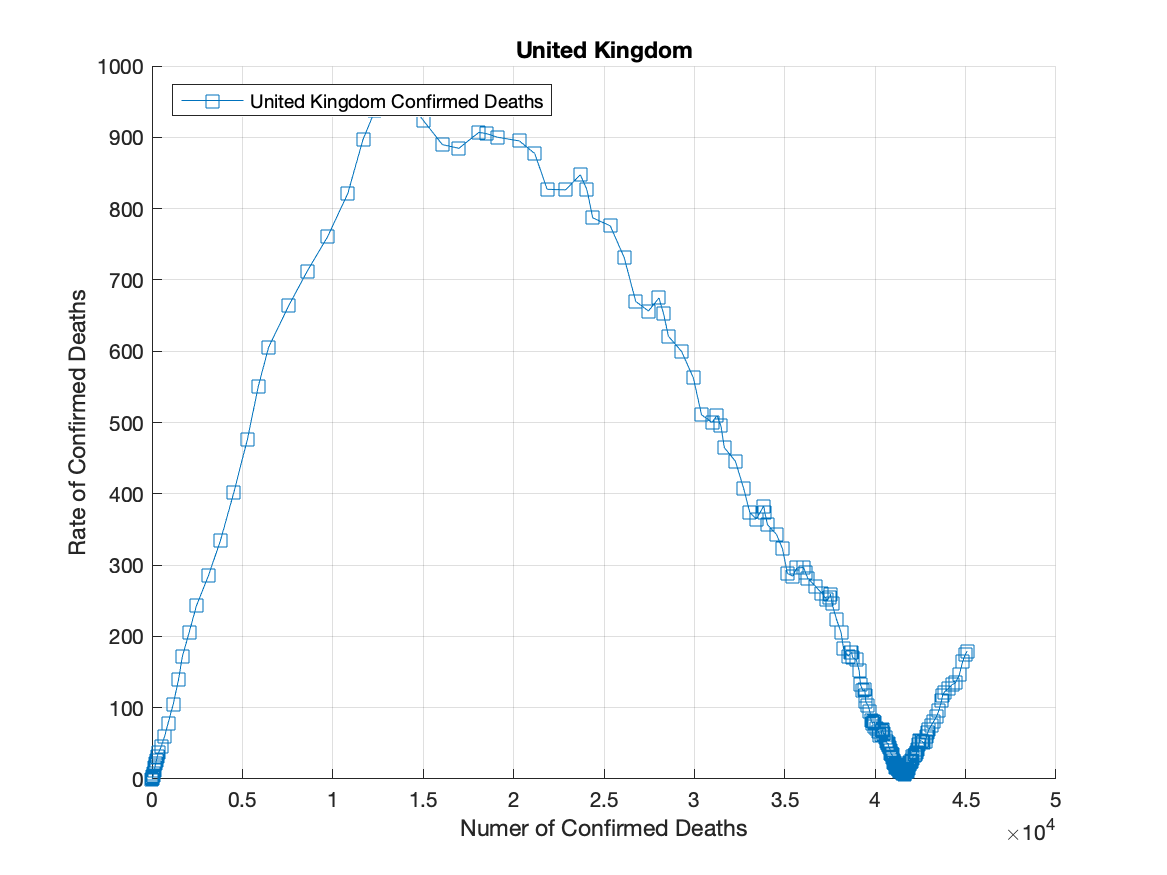 United Kingdom
United Kingdom Confirmed Deaths
Rate of Confirmed Deaths
1000
900
800
700
600
500
400
300
200
100
0
0 0.5 1 1.5 2 2.5 3 3.5 4 4.5 5
Numer of Confirmed Deaths
×10⁴